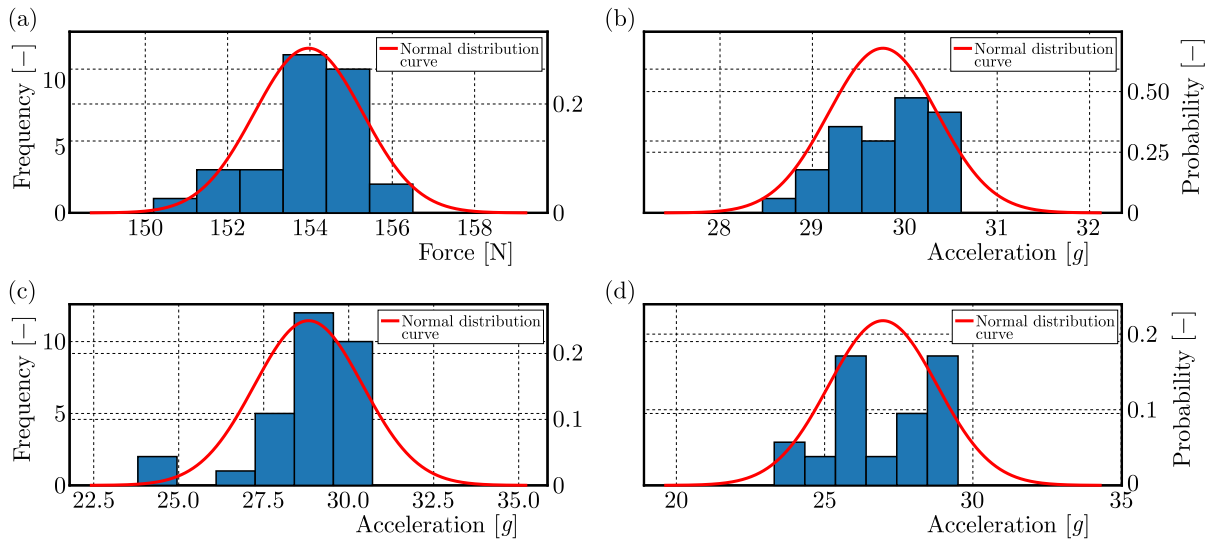 (a)
Frequency [−]
10
5
0
Normal distribution
curve
0.2
0
150
152
154
156
158
Force [N]
(b)
Normal distribution
curve
0.50
0.25
0
Probability [−]
28
29
30
31
32
Acceleration [g]
(c)
Frequency [−]
10
5
0
Normal distribution
curve
0.2
0.1
0
22.5
25.0
27.5
30.0
32.5
35.0
Acceleration [g]
(d)
Normal distribution
curve
0.2
0.1
0
Probability [−]
20
25
30
35
Acceleration [g]